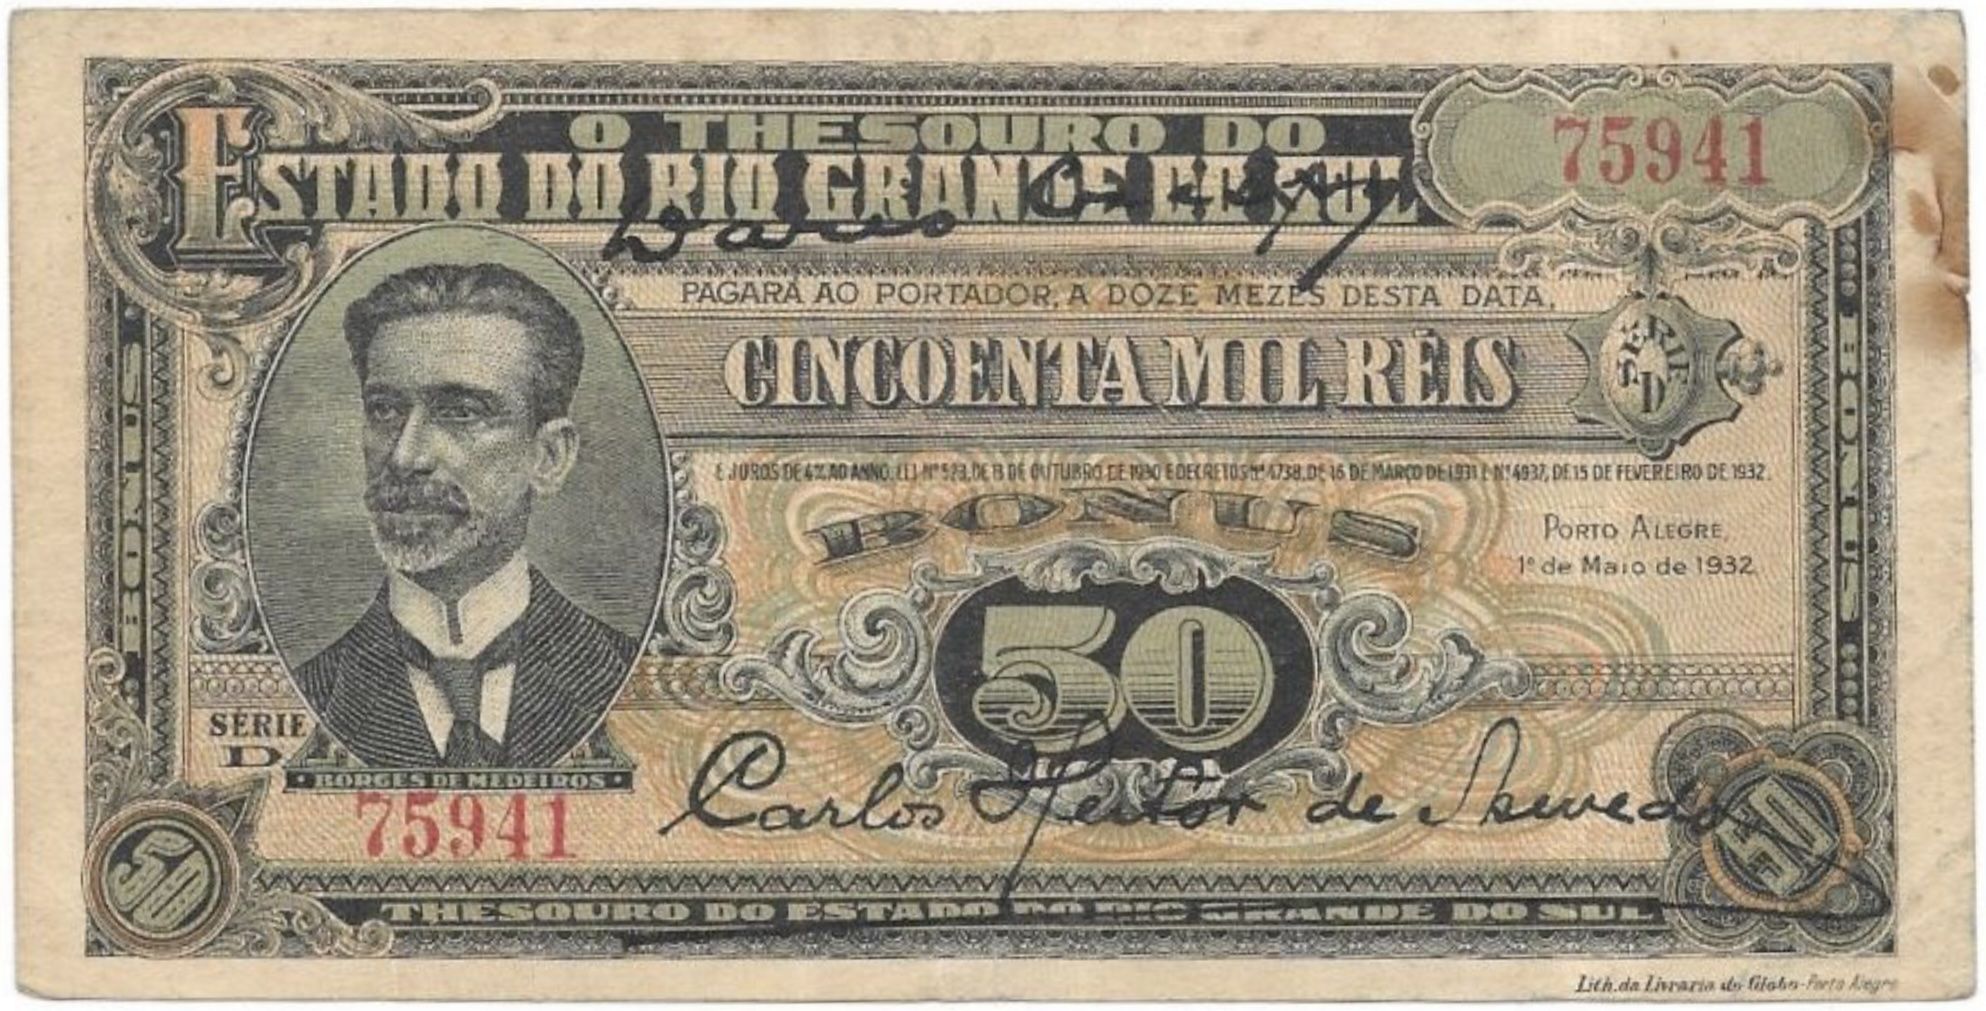 O THESOURO DO
ESTADO DO RIO GRANDE DO SUL
75941
PAGARÁ AO PORTADOR, A DOZE MEZES DESTA DATA,
CINCOENTA MIL RÉIS
SERIE
D
E JUROS DE 4% AO ANNO. LEI Nº 523, DE 13 DE OUTUBRO DE 1930 E DECRETOS Nº 4738, DE 16 DE MARÇO DE 1931 E Nº 4937, DE 15 DE FEVEREIRO DE 1932.
BONUS
PORTO ALEGRE,
1º de Maio de 1932
50
BONUS
BONUS
SÉRIE
D
• BORGES DE MEDEIROS •
75941
Carlos Heitor de
50
50
THESOURO DO ESTADO DO RIO GRANDE DO SUL
Lith. da Livraria do Globo - Porto Alegre